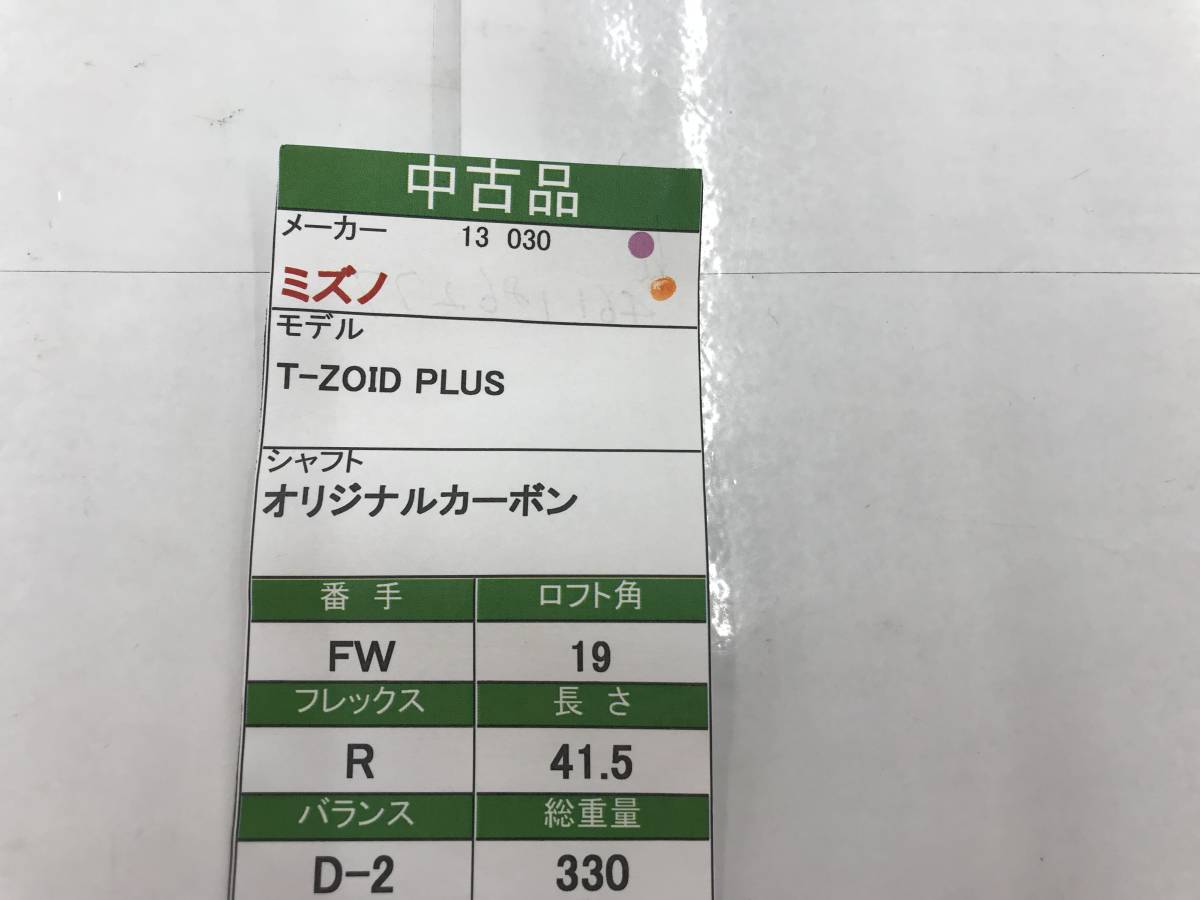 中古品
メーカー 13 030
ミズノ
モデル
T-ZOID PLUS
シャフト
オリジナルカーボン
番 手 ロフト角
FW 19
フレックス 長 さ
R 41.5
バランス 総重量
D-2 330